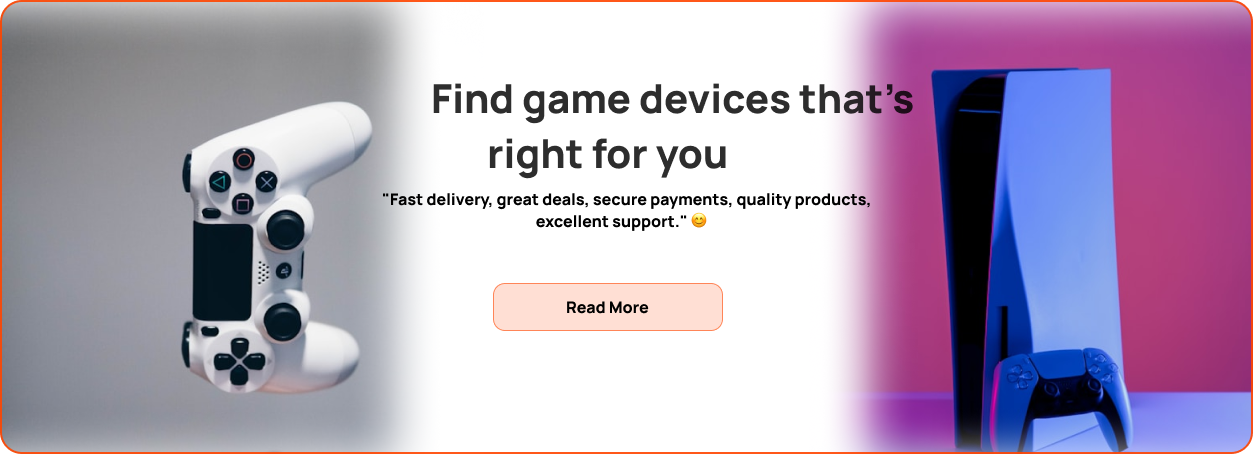 Find game devices that's
right for you
"Fast delivery, great deals, secure payments, quality products,
excellent support." 😊
Read More